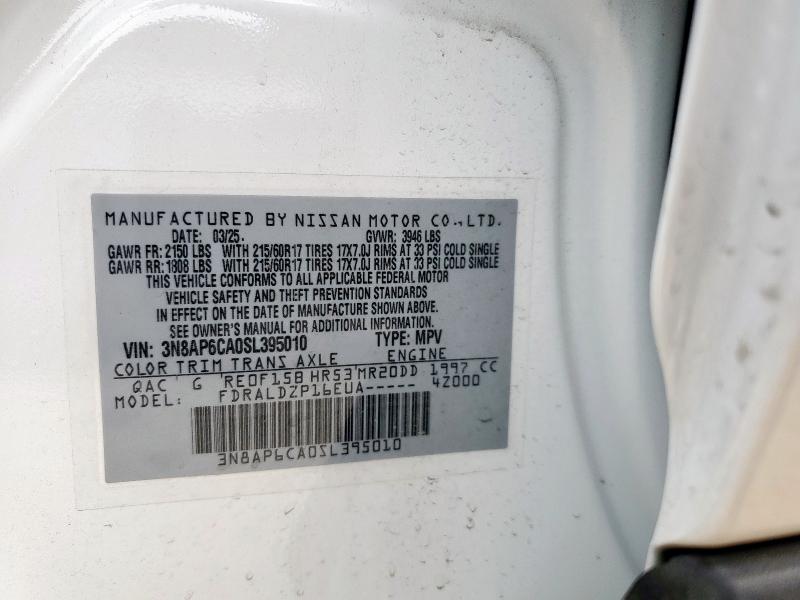 MANUFACTURED BY NISSAN MOTOR CO.,LTD.
DATE: 03/25. GVWR: 3946 LBS
GAWR FR: 2150 LBS WITH 215/60R17 TIRES 17X7.0J RIMS AT 33 PSI COLD SINGLE
GAWR RR: 1808 LBS WITH 215/60R17 TIRES 17X7.0J RIMS AT 33 PSI COLD SINGLE
THIS VEHICLE CONFORMS TO ALL APPLICABLE FEDERAL MOTOR
VEHICLE SAFETY AND THEFT PREVENTION STANDARDS
IN EFFECT ON THE DATE OF MANUFACTURE SHOWN ABOVE.
SEE OWNER'S MANUAL FOR ADDITIONAL INFORMATION.
VIN: 3N8AP6CA0SL395010 TYPE: MPV
COLOR TRIM TRANS AXLE ENGINE
QAC G RE0F15B HR53 MR20DD 1997 CC
MODEL: FDRALDZP16EUA----- 42000
3N8AP6CA0SL395010